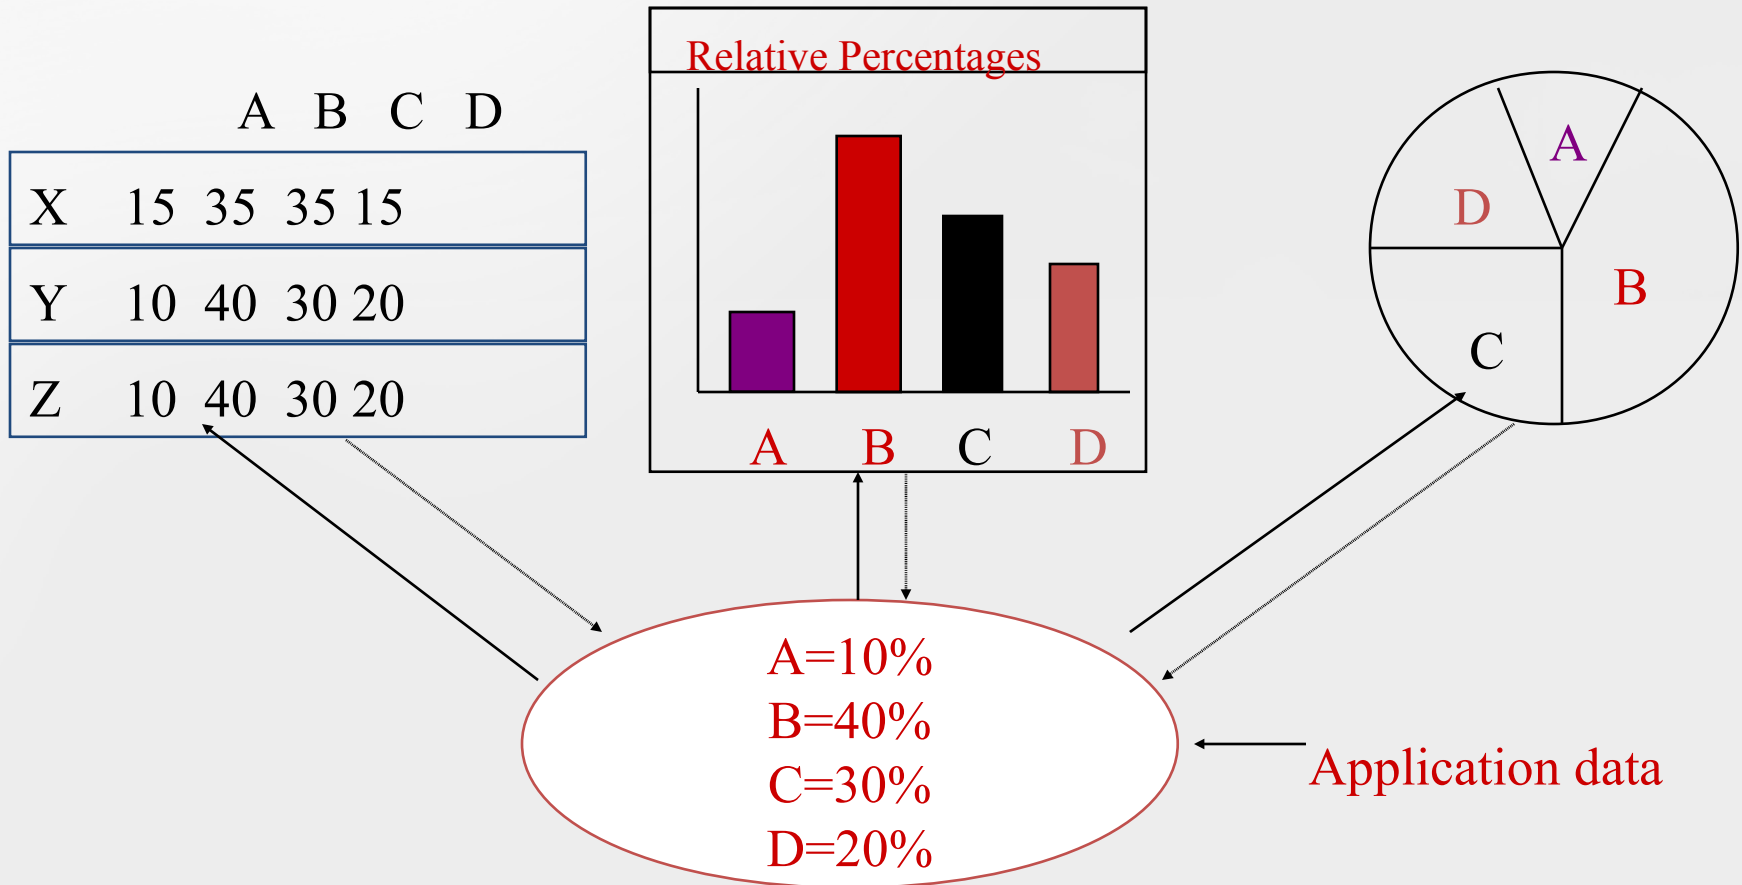 A B C D
X 15 35 35 15
Y 10 40 30 20
Z 10 40 30 20
Relative Percentages
A B C D
A
D
B
C
A=10%
B=40%
C=30%
D=20%
Application data